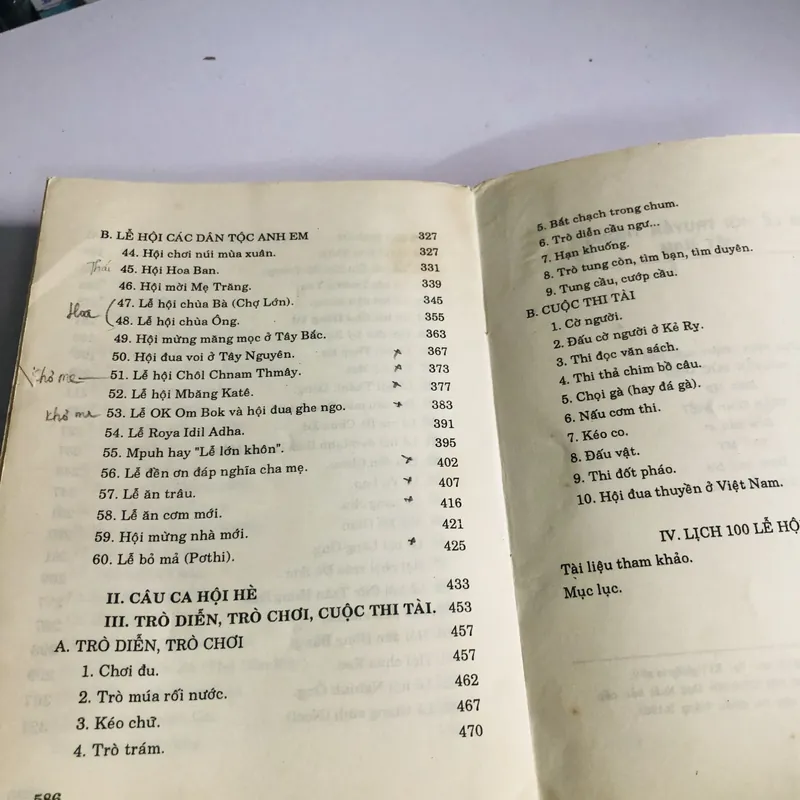 B. LỄ HỘI CÁC DÂN TỘC ANH EM 327
44. Hội chơi núi mùa xuân. 327
Thái 45. Hội Hoa Ban. 331
46. Hội mời Mẹ Trăng. 339
Hoa 47. Lễ hội chùa Bà (Chợ Lớn). 345
48. Lễ hội chùa Ông. 355
49. Hội mừng măng mọc ở Tây Bắc. 363
50. Hội đua voi ở Tây Nguyên. 367
Khơ me 51. Lễ hội Chôl Chnam Thmây. 373
52. Lễ hội Mbăng Katê. 377
Khơ me 53. Lễ OK Om Bok và hội đua ghe ngo. 383
54. Lễ Roya Idil Adha. 391
55. Mpuh hay "Lễ lớn khôn". 395
56. Lễ đền ơn đáp nghĩa cha mẹ. 402
57. Lễ ăn trâu. 407
58. Lễ ăn cơm mới. 416
59. Hội mừng nhà mới. 421
60. Lễ bỏ mả (Pơthi). 425
II. CÂU CA HỘI HÈ 433
III. TRÒ DIỄN, TRÒ CHƠI, CUỘC THI TÀI. 453
A. TRÒ DIỄN, TRÒ CHƠI 457
1. Chơi đu. 457
2. Trò múa rối nước. 462
3. Kéo chữ. 467
4. Trò trám. 470
586
5. Bắt chạch trong chum.
6. Trò diễn cầu ngư...
7. Hạn khuống.
8. Trò tung còn, tìm bạn, tìm duyên.
9. Tung cầu, cướp cầu.
B. CUỘC THI TÀI
1. Cờ người.
2. Đấu cờ người ở Kẻ Rỵ.
3. Thi đọc văn sách.
4. Thi thả chim bồ câu.
5. Chọi gà (hay đá gà).
6. Nấu cơm thi.
7. Kéo co.
8. Đấu vật.
9. Thi đốt pháo.
10. Hội đua thuyền ở Việt Nam.
IV. LỊCH 100 LỄ HỘ
Tài liệu tham khảo.
Mục lục.